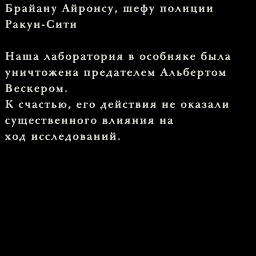 Брайану Айронсу, шефу полиции
Ракун-Сити

Наша лаборатория в особняке была
уничтожена предателем Альбертом
Вескером.
К счастью, его действия не оказали
существенного влияния на
ход исследований.